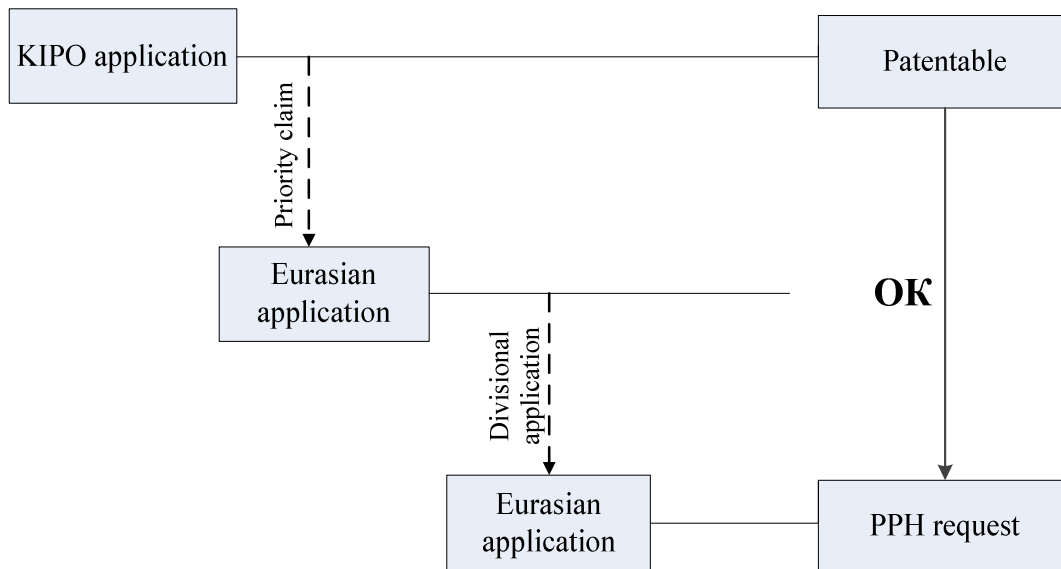 KIPO application
Patentable
Priority claim
Eurasian
application
OK
Divisional
application
Eurasian
application
PPH request